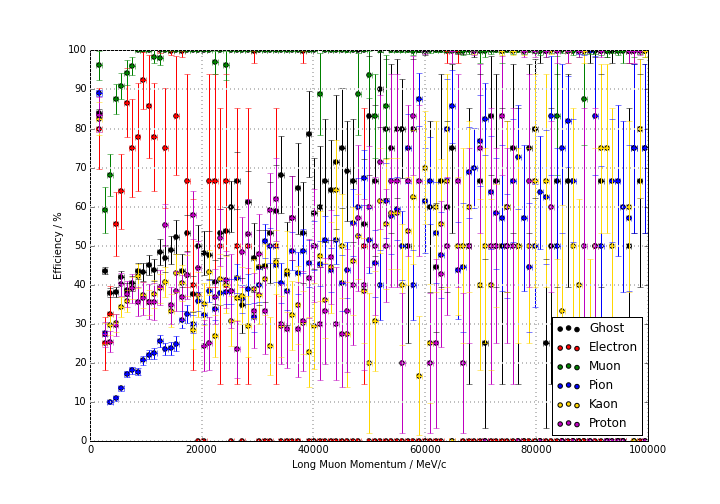 100
90
80
70
60
50
40
30
20
10
0
Efficiency / %
Ghost
Electron
Muon
Pion
Kaon
Proton
0 20000 40000 60000 80000 100000
Long Muon Momentum / MeV/c